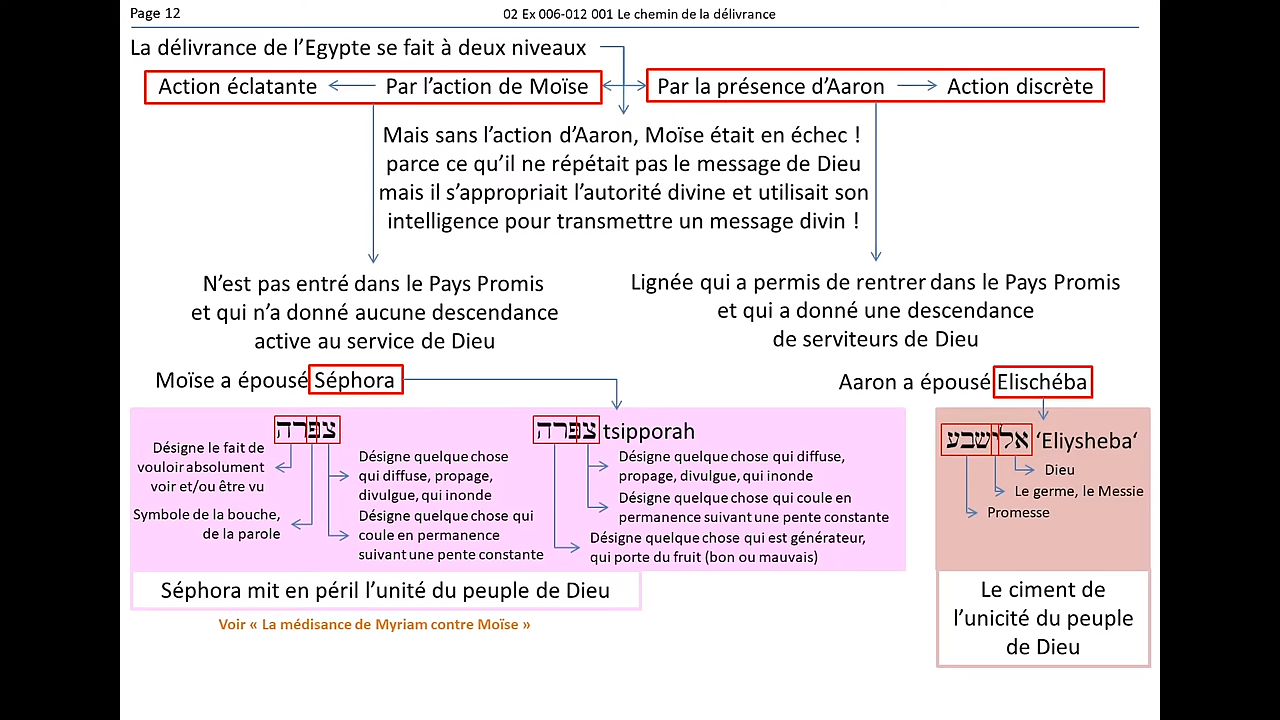 Page 12
02 Ex 006-012 001 Le chemin de la délivrance
La délivrance de l’Egypte se fait à deux niveaux
Action éclatante
Par l’action de Moïse
Par la présence d’Aaron
Action discrète
Mais sans l’action d’Aaron, Moïse était en échec !
parce ce qu’il ne répétait pas le message de Dieu
mais il s’appropriait l’autorité divine et utilisait son
intelligence pour transmettre un message divin !
N’est pas entré dans le Pays Promis
et qui n’a donné aucune descendance
active au service de Dieu
Lignée qui a permis de rentrer dans le Pays Promis
et qui a donné une descendance
de serviteurs de Dieu
Moïse a épousé Séphora
Aaron a épousé Elischéba
צפרה
Désigne le fait de
vouloir absolument
voir et/ou être vu
Symbole de la bouche,
de la parole
Désigne quelque chose
qui diffuse, propage,
divulgue, qui inonde
Désigne quelque chose qui
coule en permanence
suivant une pente constante
צפרה tsipporah
Désigne quelque chose qui diffuse,
propage, divulgue, qui inonde
Désigne quelque chose qui coule en
permanence suivant une pente constante
Désigne quelque chose qui est générateur,
qui porte du fruit (bon ou mauvais)
אלישבע ‘Eliysheba‘
Dieu
Le germe, le Messie
Promesse
Séphora mit en péril l’unité du peuple de Dieu
Voir « La médisance de Myriam contre Moïse »
Le ciment de
l’unicité du peuple
de Dieu